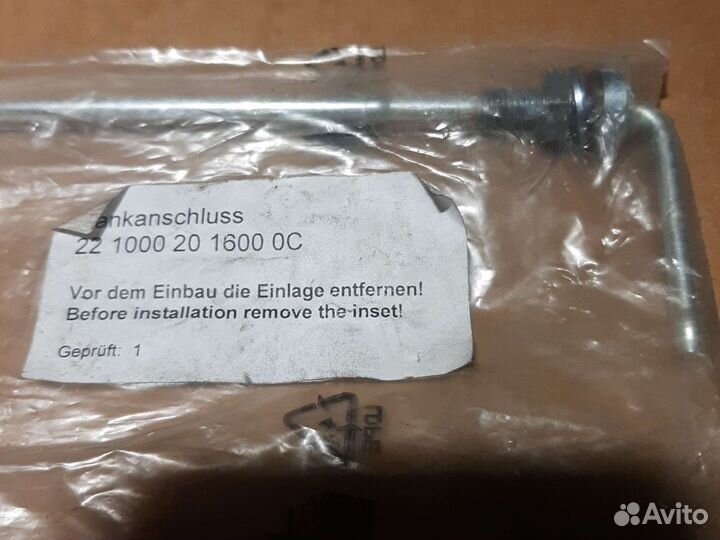 ankanschluss
22 1000 20 1600 0C
Vor dem Einbau die Einlage entfernen!
Before installation remove the inset!
Geprüft: 1
Avito